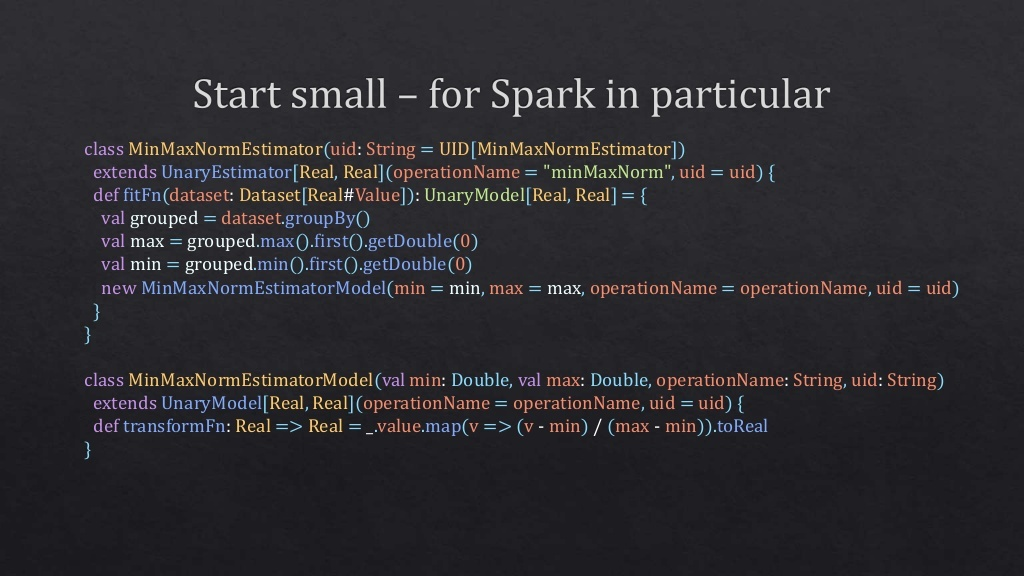 Start small – for Spark in particular
class MinMaxNormEstimator(uid: String = UID[MinMaxNormEstimator])
extends UnaryEstimator[Real, Real](operationName = "minMaxNorm", uid = uid) {
def fitFn(dataset: Dataset[Real#Value]): UnaryModel[Real, Real] = {
val grouped = dataset.groupBy()
val max = grouped.max().first().getDouble(0)
val min = grouped.min().first().getDouble(0)
new MinMaxNormEstimatorModel(min = min, max = max, operationName = operationName, uid = uid)
}
}
class MinMaxNormEstimatorModel(val min: Double, val max: Double, operationName: String, uid: String)
extends UnaryModel[Real, Real](operationName = operationName, uid = uid) {
def transformFn: Real => Real = _.value.map(v => (v - min) / (max - min)).toReal
}